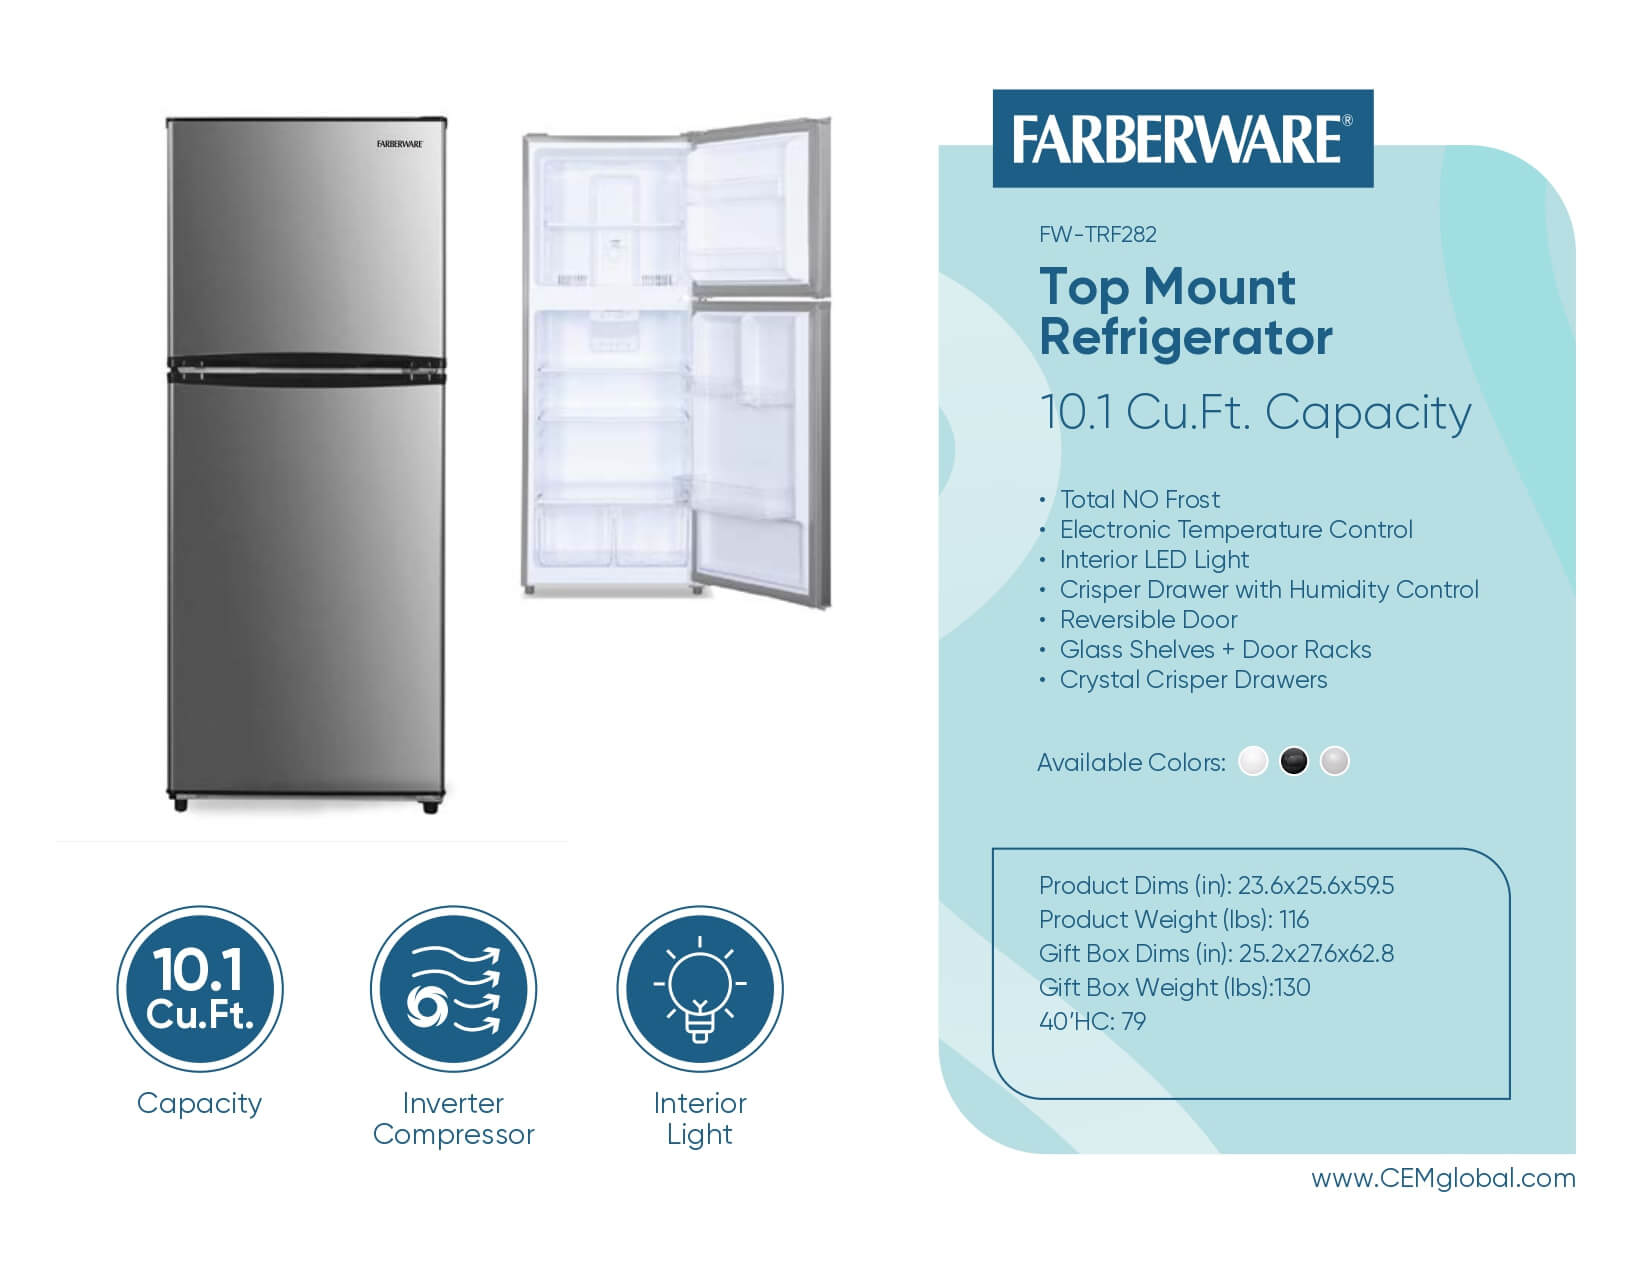 FARBERWARE
FARBERWARE®
FW-TRF282
Top Mount
Refrigerator
10.1 Cu.Ft. Capacity
• Total NO Frost
• Electronic Temperature Control
• Interior LED Light
• Crisper Drawer with Humidity Control
• Reversible Door
• Glass Shelves + Door Racks
• Crystal Crisper Drawers
Available Colors:
Product Dims (in): 23.6x25.6x59.5
Product Weight (lbs): 116
Gift Box Dims (in): 25.2x27.6x62.8
Gift Box Weight (lbs):130
40’HC: 79
10.1
Cu.Ft.
Capacity
Inverter
Compressor
Interior
Light
www.CEMglobal.com